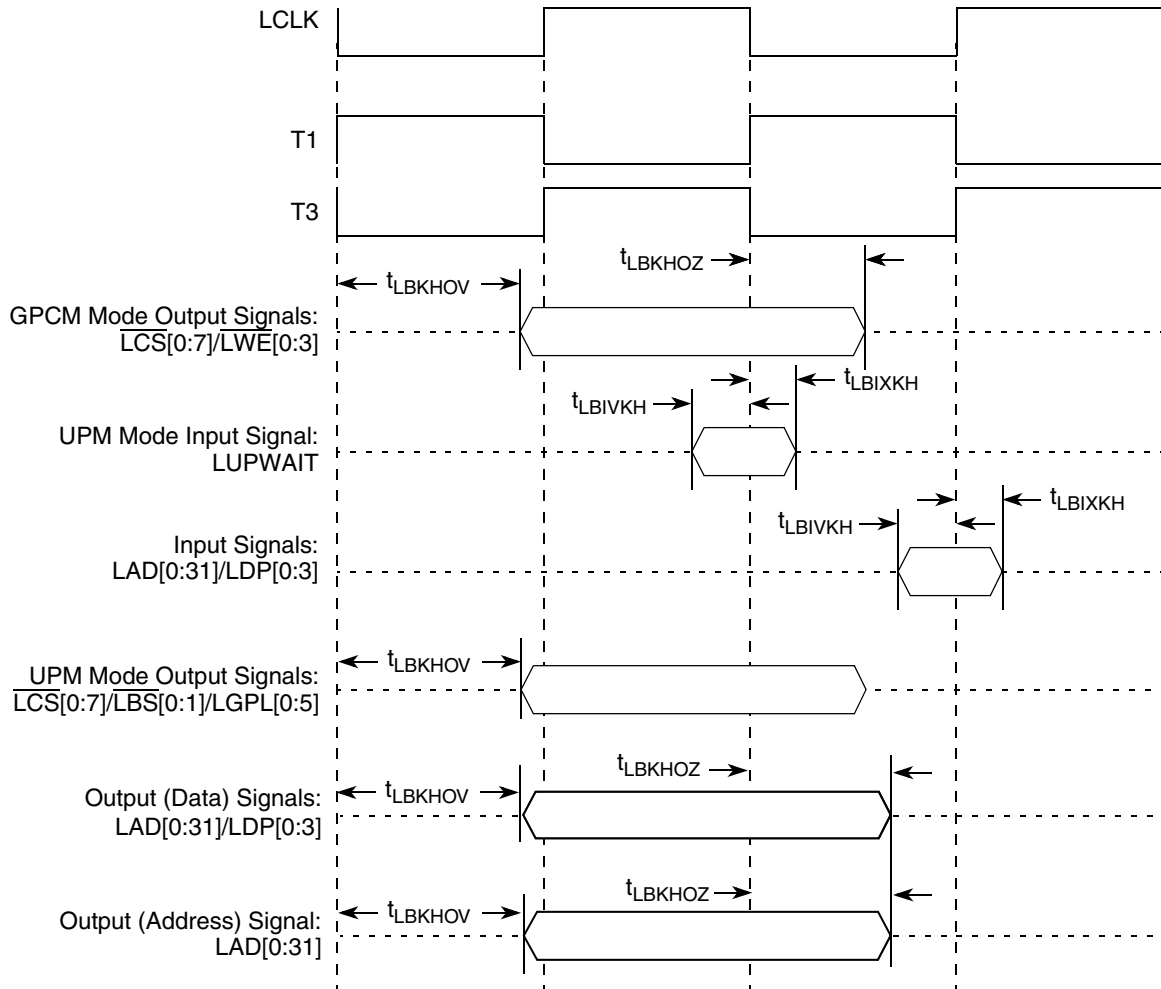 LCLK
T1
T3
tLBKHOZ
tLBKHOV
GPCM Mode Output Signals:
LCS[0:7]/LWE[0:3]
tLBIXKH
tLBIVKH
UPM Mode Input Signal:
LUPWAIT
tLBIXKH
tLBIVKH
Input Signals:
LAD[0:31]/LDP[0:3]
tLBKHOV
UPM Mode Output Signals:
LCS[0:7]/LBS[0:1]/LGPL[0:5]
tLBKHOZ
tLBKHOV
Output (Data) Signals:
LAD[0:31]/LDP[0:3]
tLBKHOZ
tLBKHOV
Output (Address) Signal:
LAD[0:31]